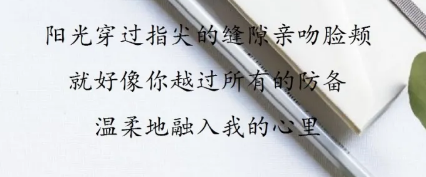 阳光穿过指尖的缝隙亲吻脸颊
就好像你越过所有的防备
温柔地融入我的心里